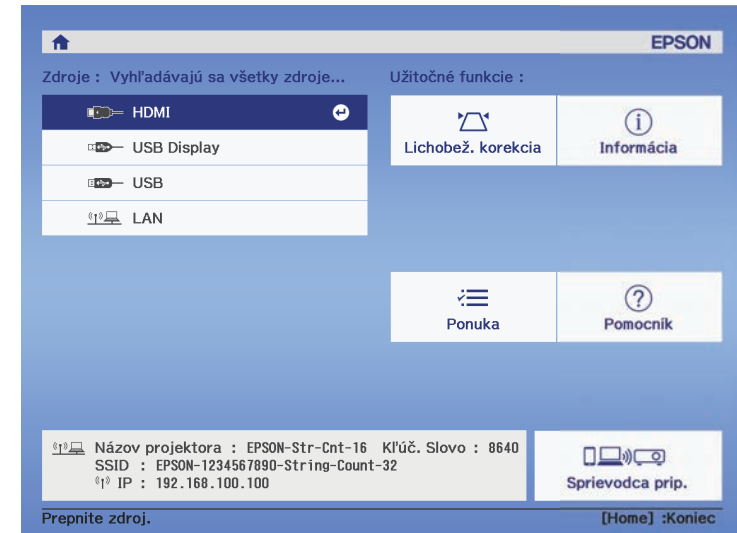 EPSON
Zdroje : Vyhľadávajú sa všetky zdroje...
HDMI
USB Display
USB
LAN
Užitočné funkcie :
Lichobež. korekcia
Informácia
Ponuka
Pomocník
Názov projektora : EPSON-Str-Cnt-16 Kľúč. Slovo : 8640
SSID : EPSON-1234567890-String-Count-32
IP : 192.168.100.100
Sprievodca prip.
Prepnite zdroj.
[Home] :Koniec